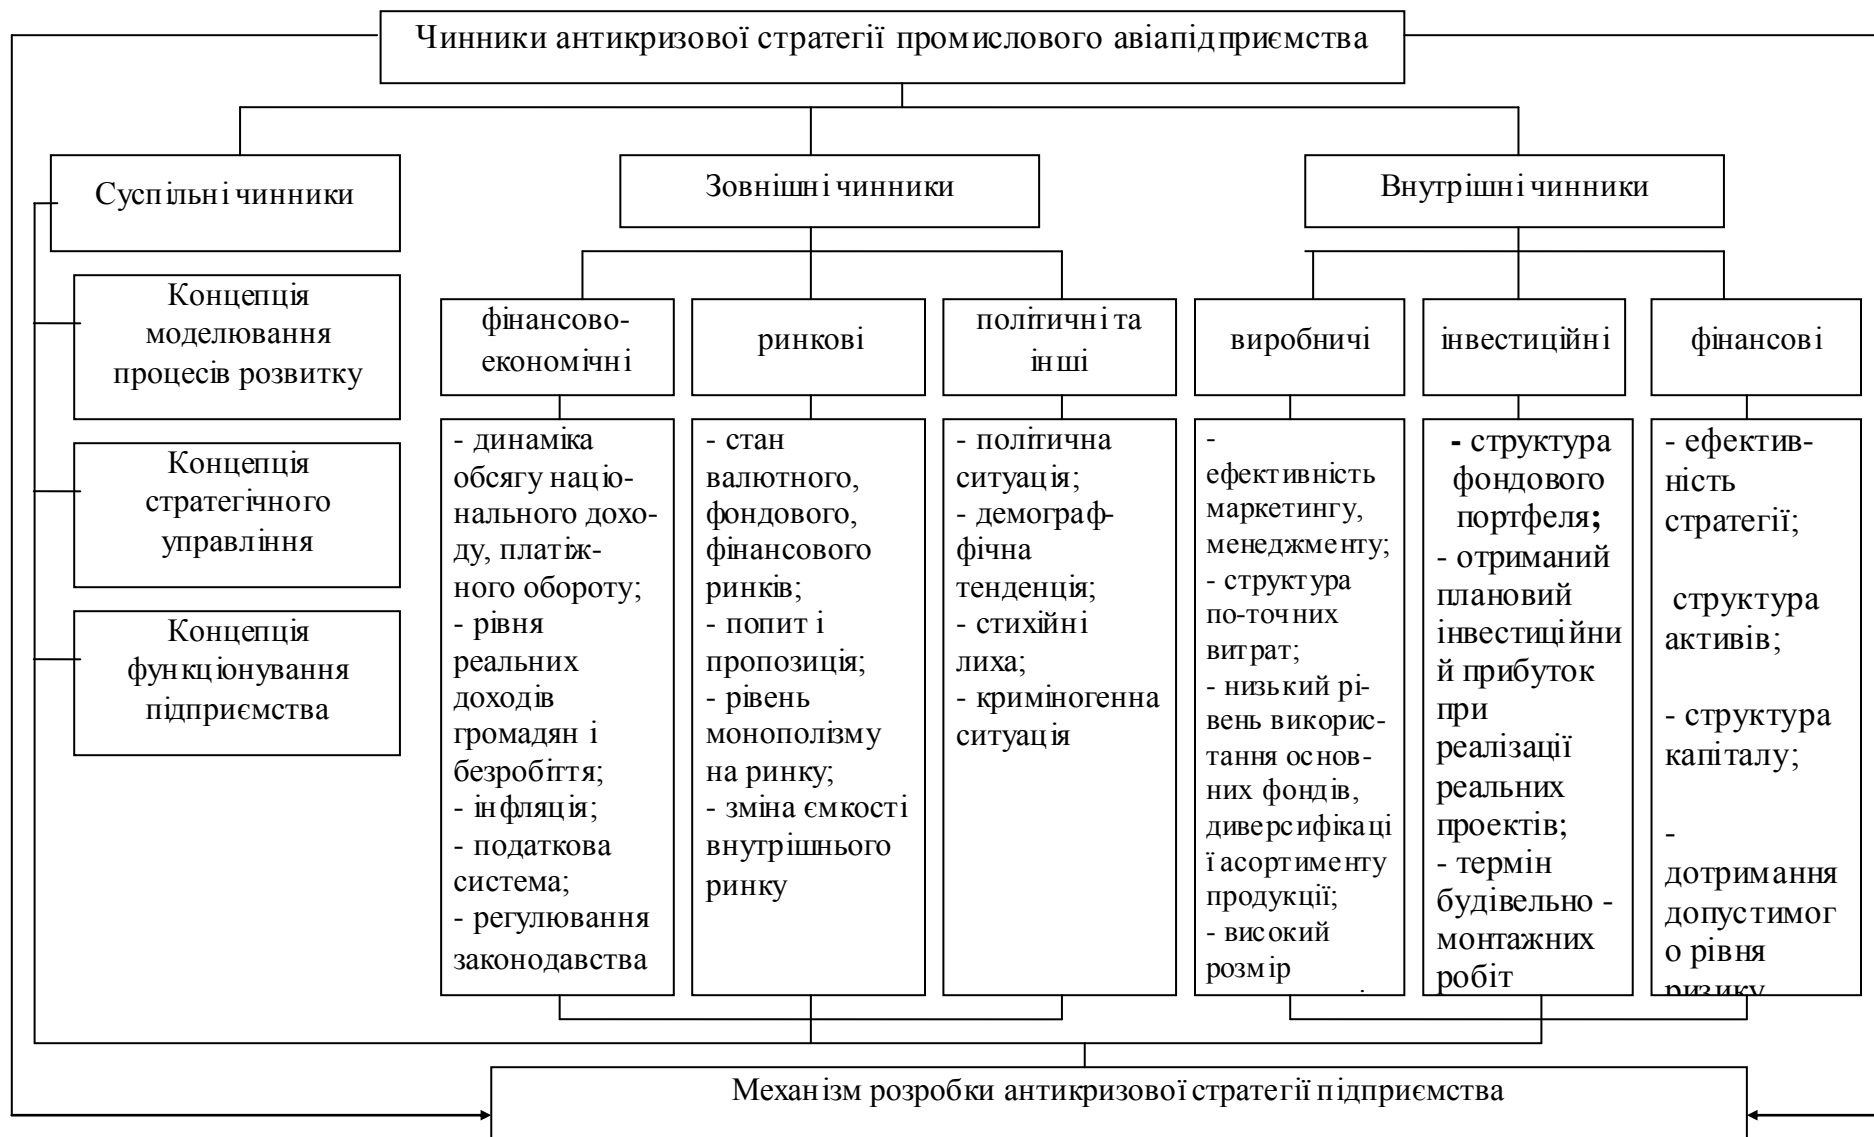 Чинники антикризової стратегії промислового авіапідприємства
Суспільні чинники
Зовнішні чинники
Внутрішні чинники
Концепція
моделювання
процесів розвитку
Концепція
стратегічного
управління
Концепція
функціонування
підприємства
фінансово-
економічні
ринкові
політичні та
інші
виробничі
інвестиційні
фінансові
- динаміка
обсягу націо-
нального дохо-
ду, платіж-
ного обороту;
- рівня
реальних
доходів
громадян і
безробіття;
- інфляція;
- податкова
система;
- регулювання
законодавства
- стан
валютного,
фондового,
фінансового
ринків;
- попит і
пропозиція;
- рівень
монополізму
на ринку;
- зміна ємкості
внутрішнього
ринку
- політична
ситуація;
- демограф-
фічна
тенденція;
- стихійні
лиха;
- криміногенна
ситуація
-
ефективність
маркетингу,
менеджменту;
- структура
по-точних
витрат;
- низький рі-
вень викорис-
тання основ-
них фондів,
диверсифікаці
ї асортименту
продукції;
- високий
розмір
- структура
фондового
портфеля;
- отриманий
плановий
інвестиційни
й прибуток
при
реалізації
реальних
проектів;
- термін
будівельно -
монтажних
робіт
- ефектив-
ність
стратегії;
структура
активів;
- структура
капіталу;
-
дотримання
допустимог
о рівня
ризику
Механізм розробки антикризової стратегії підприємства